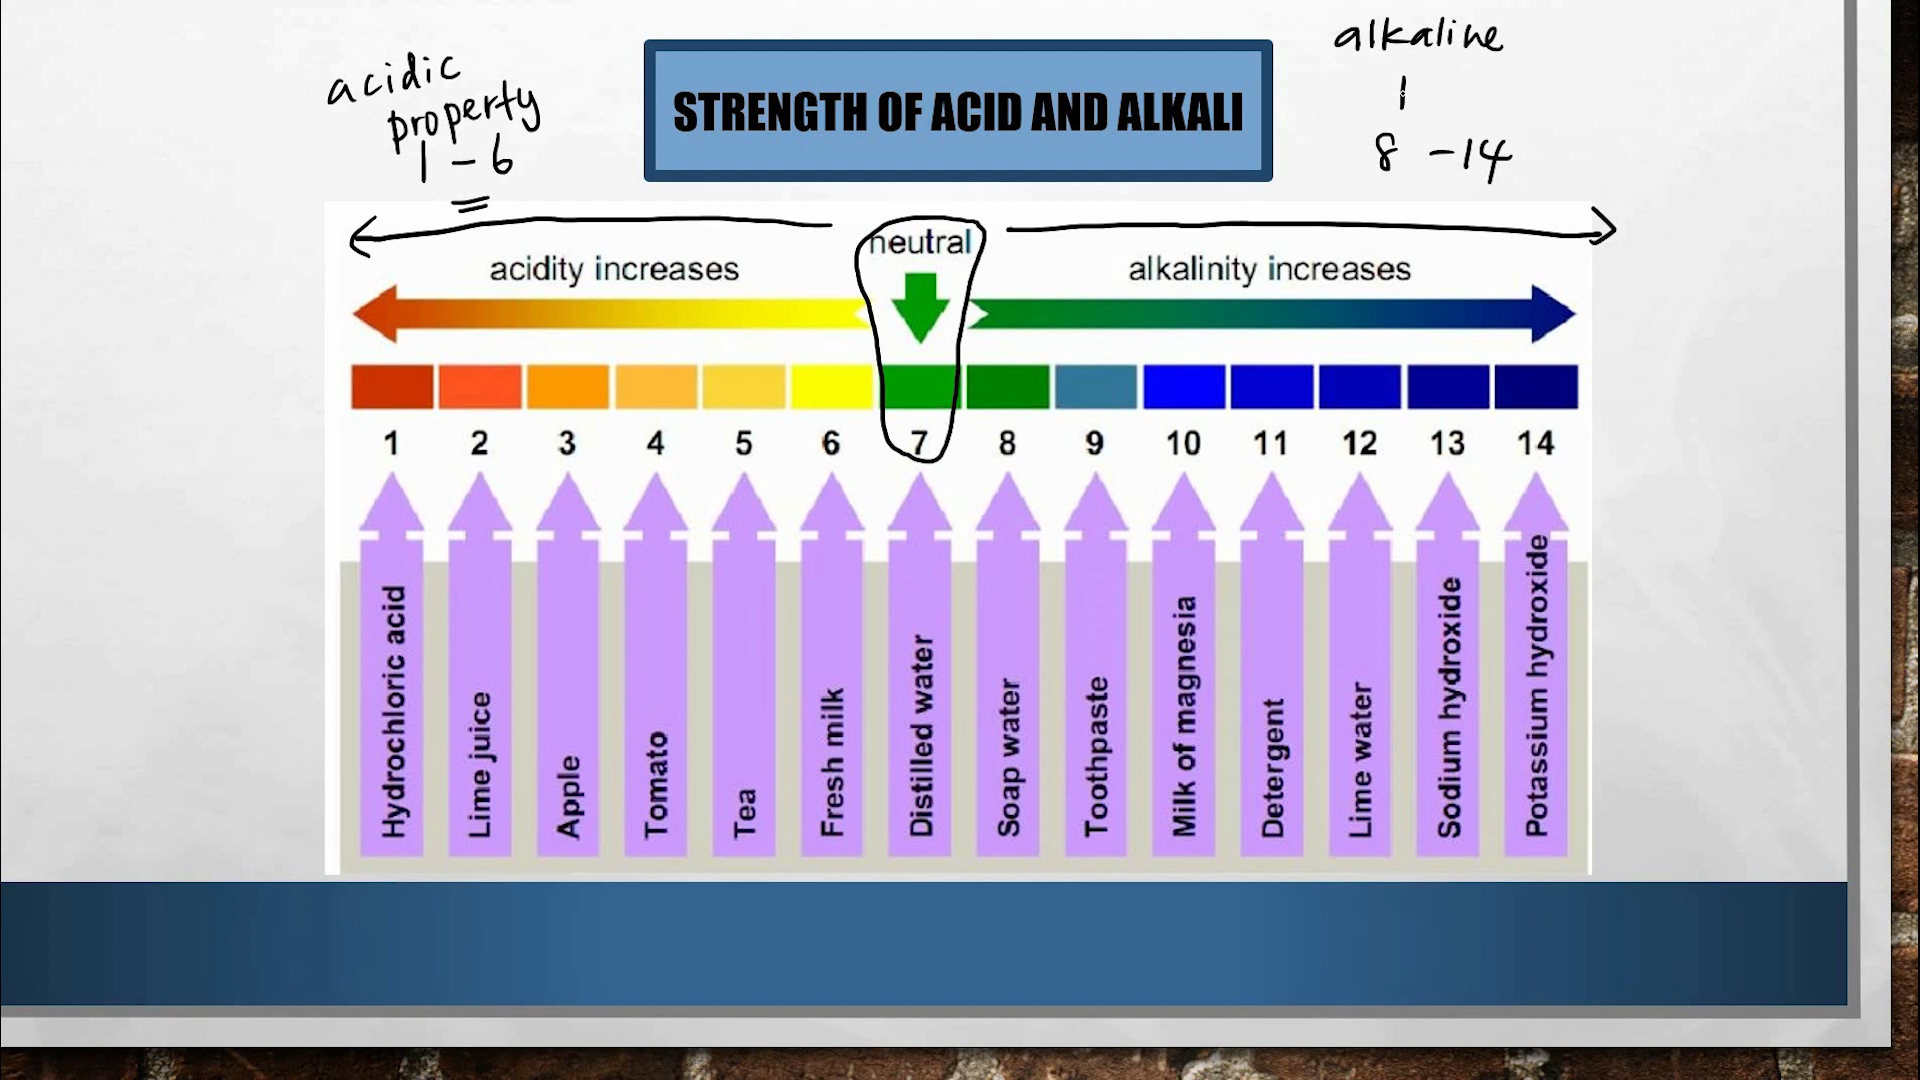 alkaline
acidic
property
1 - 6
STRENGTH OF ACID AND ALKALI
8 - 14
neutral
acidity increases
alkalinity increases
1 2 3 4 5 6 7 8 9 10 11 12 13 14
Hydrochloric acid
Lime juice
Apple
Tomato
Tea
Fresh milk
Distilled water
Soap water
Toothpaste
Milk of magnesia
Detergent
Lime water
Sodium hydroxide
Potassium hydroxide